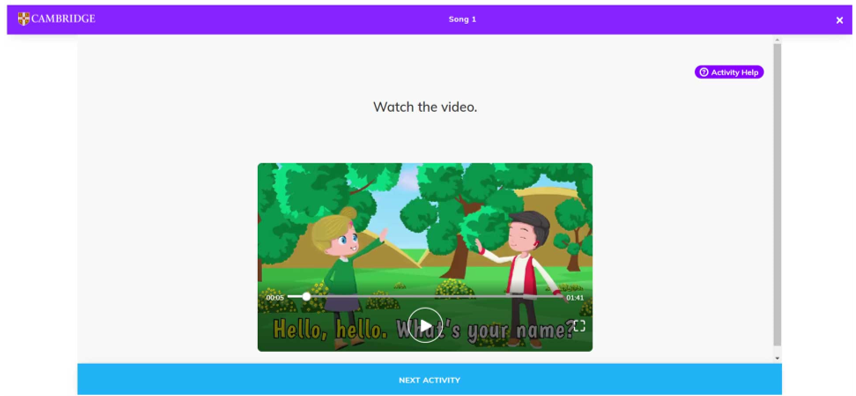 CAMBRIDGE
Song 1
Activity Help
Watch the video.
00:05
01:41
Hello, hello. What's your name?
NEXT ACTIVITY